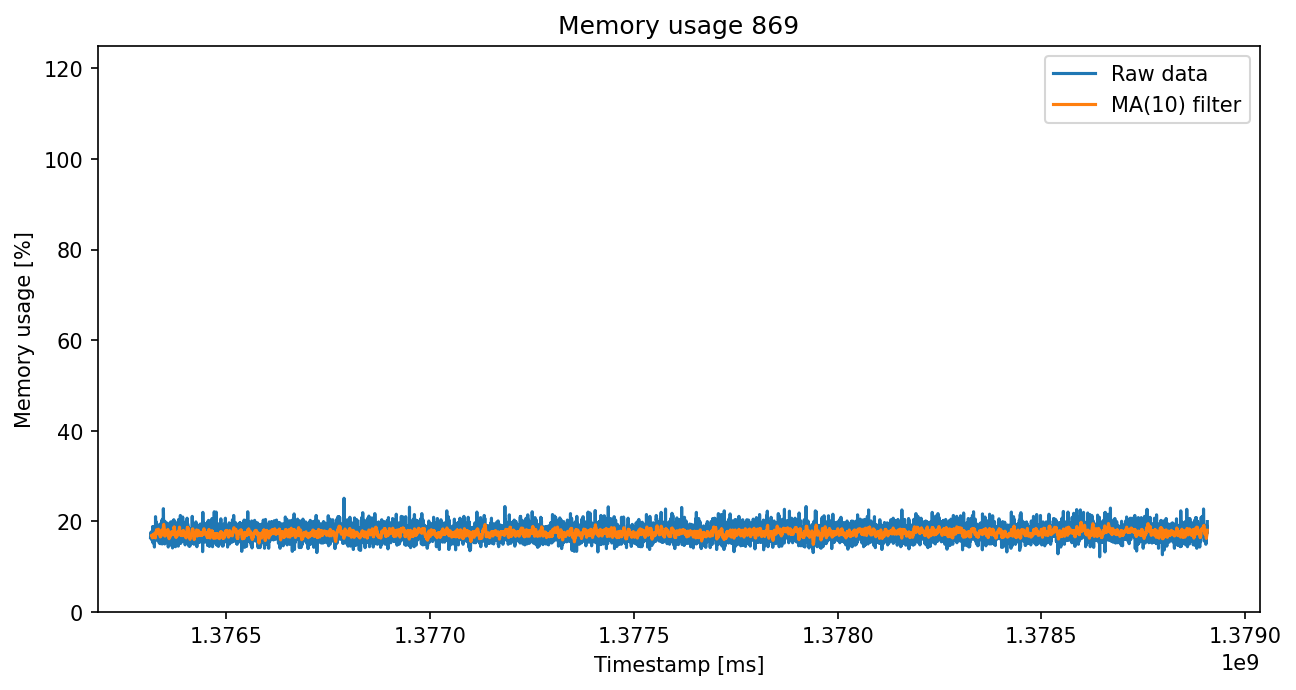 Memory usage 869
Raw data
MA(10) filter
Memory usage [%]
120
100
80
60
40
20
0
1.3765 1.3770 1.3775 1.3780 1.3785 1.3790
1e9
Timestamp [ms]